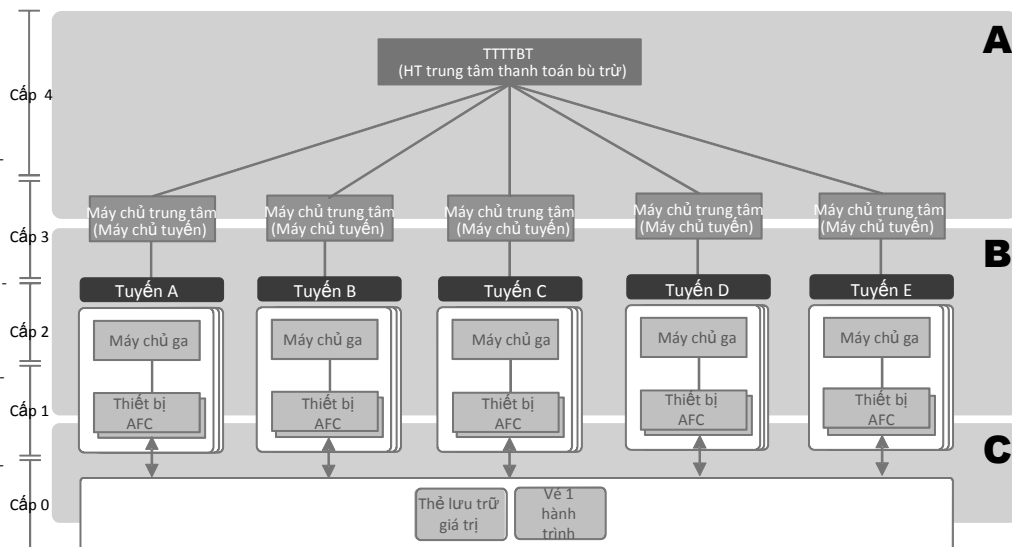 A
TTTTBT
(HT trung tâm thanh toán bù trừ)
Cấp 4
Máy chủ trung tâm
(Máy chủ tuyến)
Máy chủ trung tâm
(Máy chủ tuyến)
Máy chủ trung tâm
(Máy chủ tuyến)
Máy chủ trung tâm
(Máy chủ tuyến)
Máy chủ trung tâm
(Máy chủ tuyến)
Cấp 3
B
Tuyến A
Tuyến B
Tuyến C
Tuyến D
Tuyến E
Cấp 2
Máy chủ ga
Máy chủ ga
Máy chủ ga
Máy chủ ga
Máy chủ ga
Cấp 1
Thiết bị
AFC
Thiết bị
AFC
Thiết bị
AFC
Thiết bị
AFC
Thiết bị
AFC
C
Cấp 0
Thẻ lưu trữ
giá trị
Vé 1
hành
trình